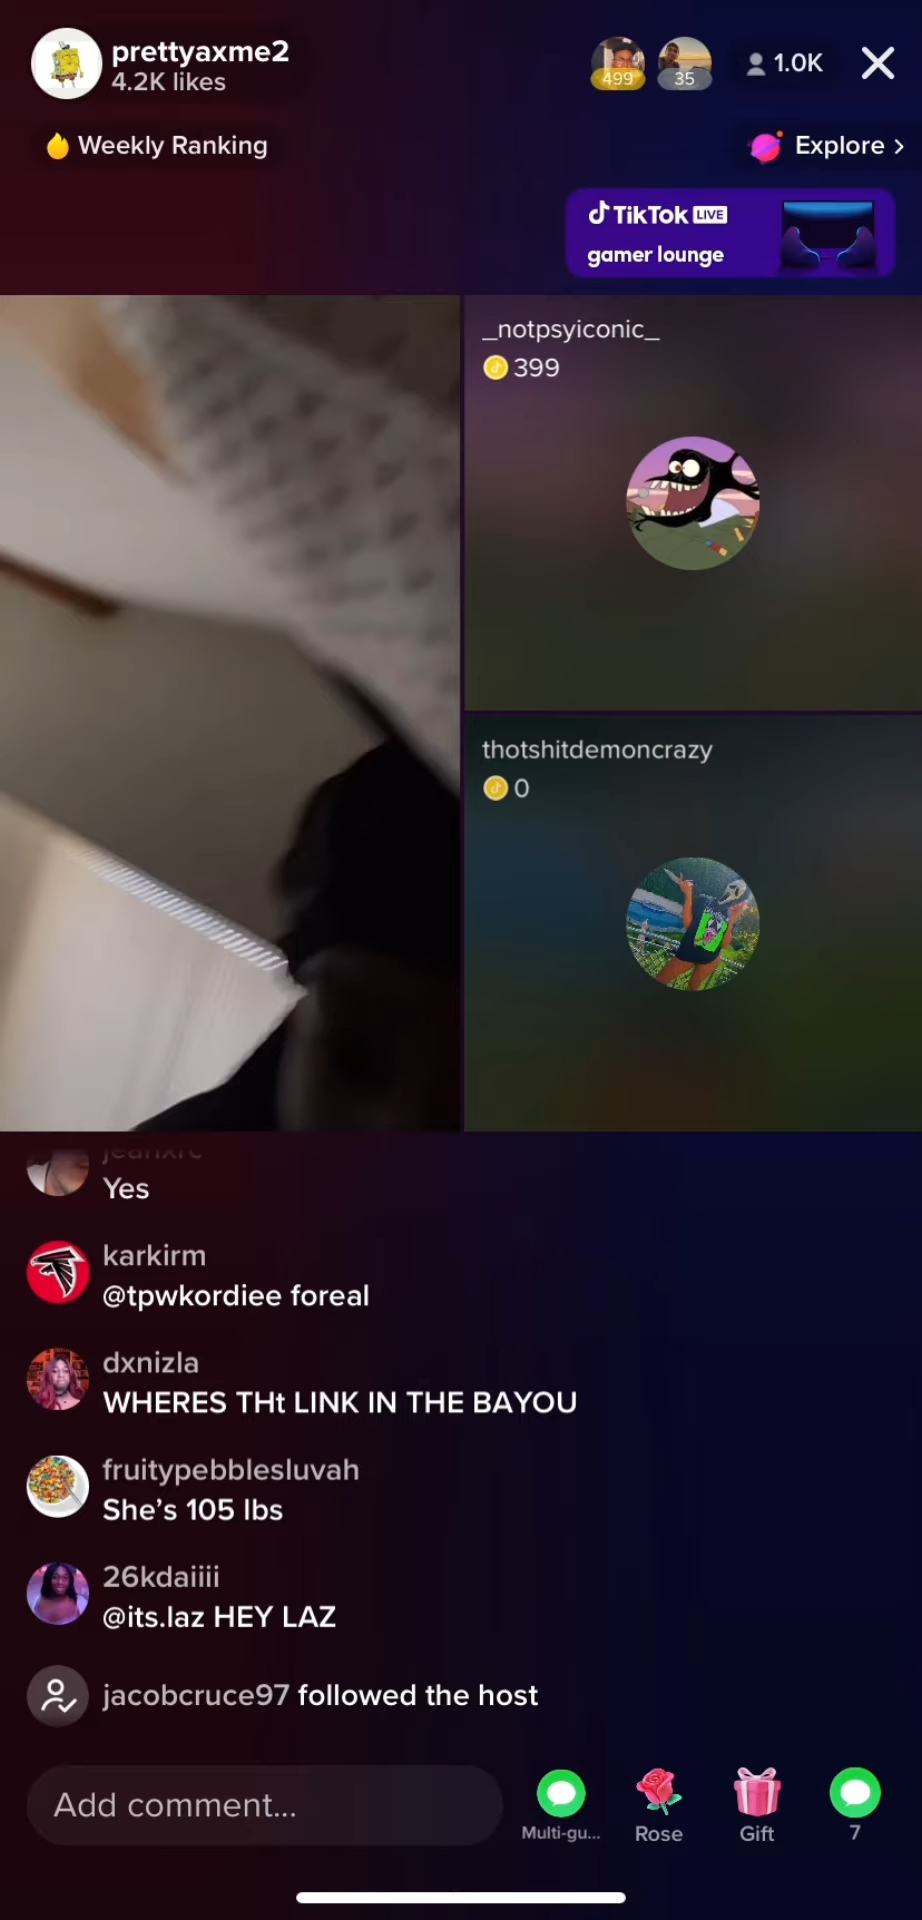 prettyaxme2
4.2K likes
499
35
1.0K
Weekly Ranking
Explore >
TikTok LIVE
gamer lounge
_notpsyiconic_
399
thotshitdemoncrazy
0
Yes
karkirm
@tpwkordiee foreal
dxnizla
WHERES THt LINK IN THE BAYOU
fruitypebblesluvah
She’s 105 lbs
26kdaiiii
@its.laz HEY LAZ
jacobcruce97 followed the host
Add comment...
Multi-gu...
Rose
Gift
7